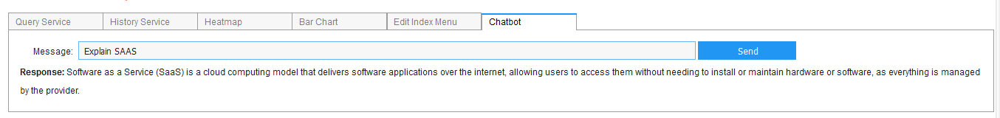 Query Service History Service Heatmap Bar Chart Edit Index Menu Chatbot
Message: Explain SAAS Send
Response: Software as a Service (SaaS) is a cloud computing model that delivers software applications over the internet, allowing users to access them without needing to install or maintain hardware or software, as everything is managed
by the provider.